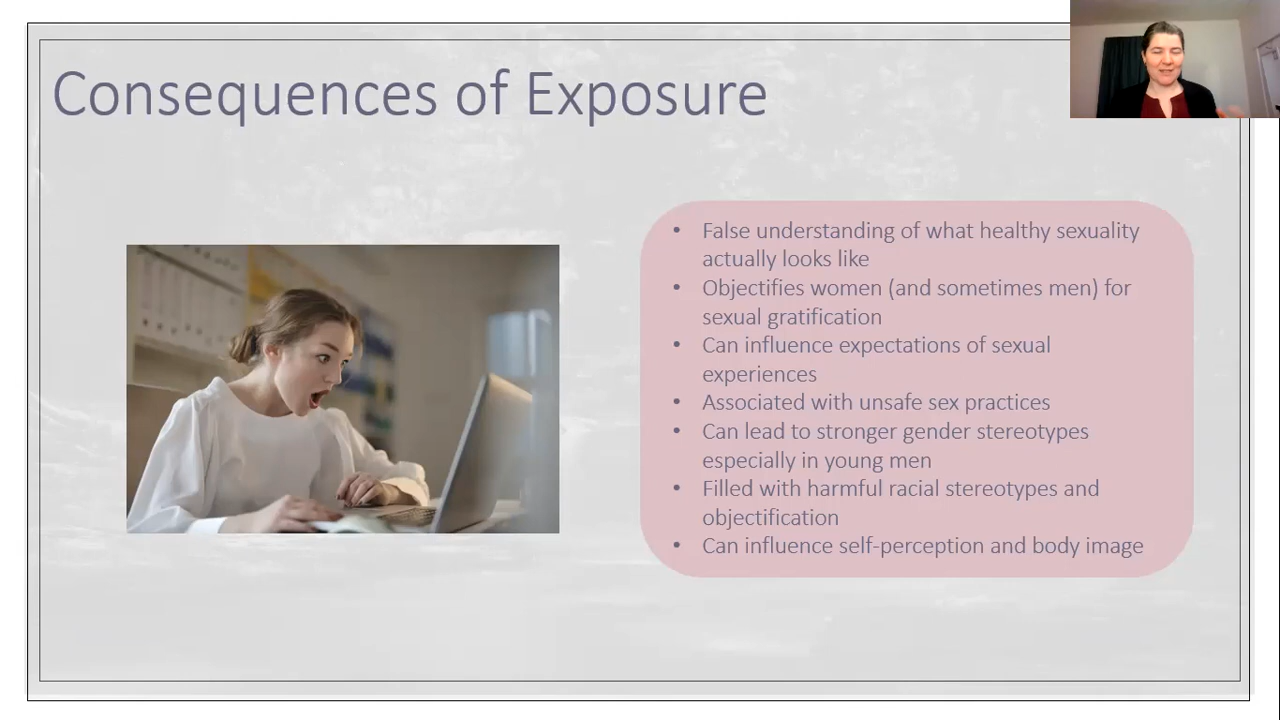 Consequences of Exposure
• False understanding of what healthy sexuality
actually looks like
• Objectifies women (and sometimes men) for
sexual gratification
• Can influence expectations of sexual
experiences
• Associated with unsafe sex practices
• Can lead to stronger gender stereotypes
especially in young men
• Filled with harmful racial stereotypes and
objectification
• Can influence self-perception and body image